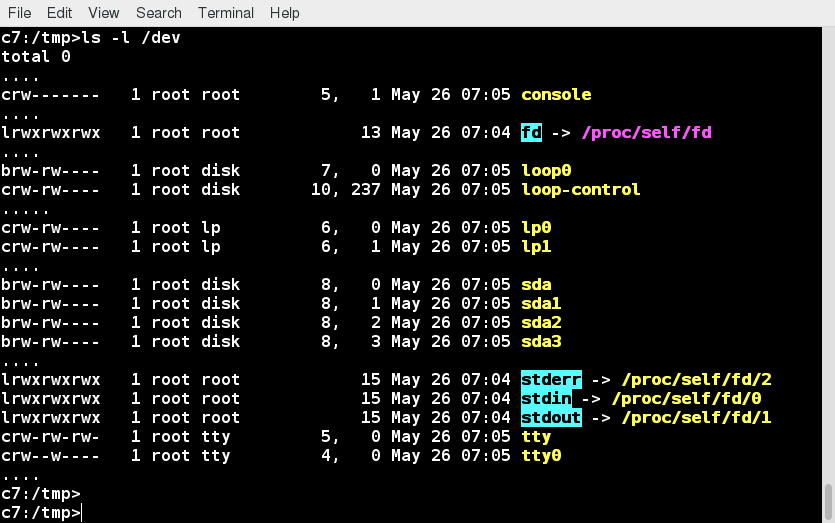 File Edit View Search Terminal Help
c7:/tmp>ls -l /dev
total 0
....
crw-------   1 root root        5,   1 May 26 07:05 console
....
lrwxrwxrwx   1 root root            13 May 26 07:04 fd -> /proc/self/fd
....
brw-rw----   1 root disk        7,   0 May 26 07:05 loop0
crw-rw----   1 root disk       10, 237 May 26 07:05 loop-control
.....
crw-rw----   1 root lp          6,   0 May 26 07:05 lp0
crw-rw----   1 root lp          6,   1 May 26 07:05 lp1
....
brw-rw----   1 root disk        8,   0 May 26 07:05 sda
brw-rw----   1 root disk        8,   1 May 26 07:05 sda1
brw-rw----   1 root disk        8,   2 May 26 07:05 sda2
brw-rw----   1 root disk        8,   3 May 26 07:05 sda3
....
lrwxrwxrwx   1 root root            15 May 26 07:04 stderr -> /proc/self/fd/2
lrwxrwxrwx   1 root root            15 May 26 07:04 stdin -> /proc/self/fd/0
lrwxrwxrwx   1 root root            15 May 26 07:04 stdout -> /proc/self/fd/1
crw-rw-rw-   1 root tty         5,   0 May 26 07:05 tty
crw--w----   1 root tty         4,   0 May 26 07:05 tty0
....
c7:/tmp>
c7:/tmp>